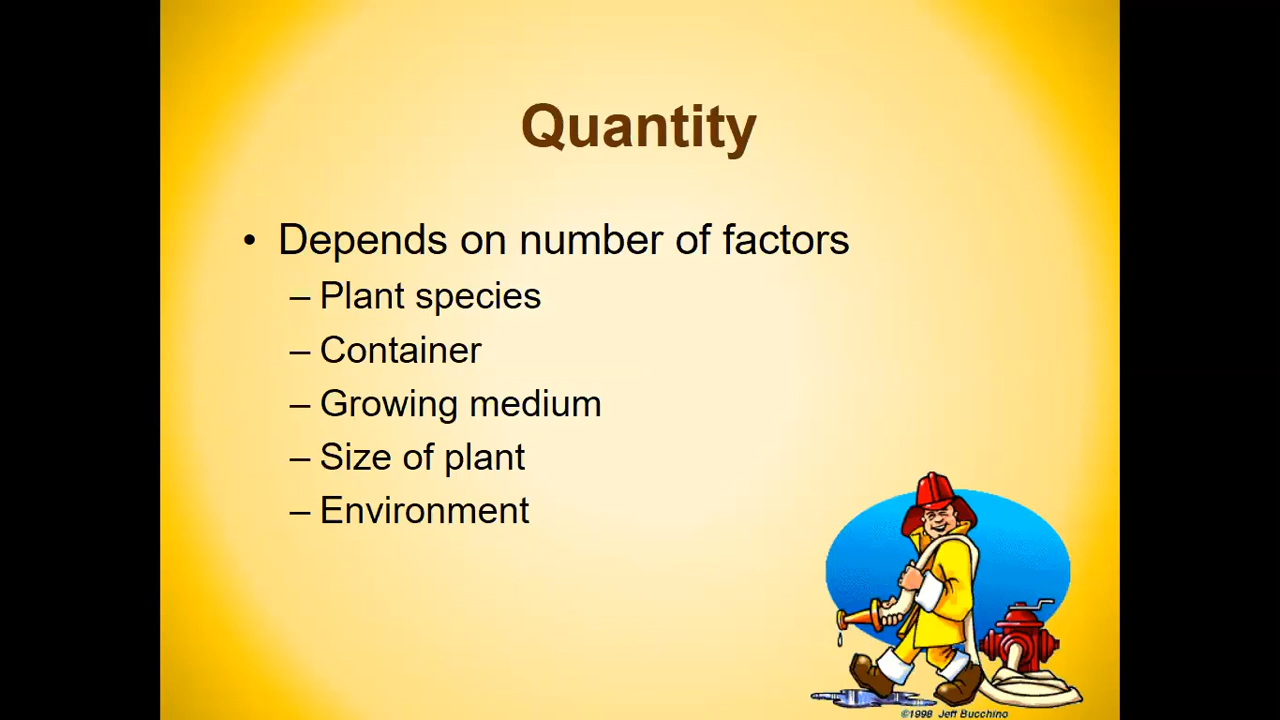 Quantity
• Depends on number of factors
– Plant species
– Container
– Growing medium
– Size of plant
– Environment
©1998 Jeff Bucchino